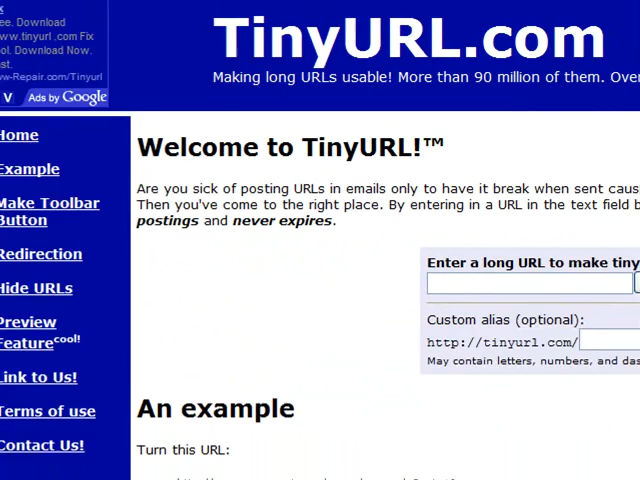 ee. Download
ww.tinyurl .com Fix
ol. Download Now.
ast.
ww-Repair.com/Tinyurl
V Ads by Google
TinyURL.com
Making long URLs usable! More than 90 million of them. Over
Home
Example
Make Toolbar
Button
Redirection
Hide URLs
Preview
Feature cool!
Link to Us!
Terms of use
Contact Us!
Welcome to TinyURL!™
Are you sick of posting URLs in emails only to have it break when sent caus
Then you've come to the right place. By entering in a URL in the text field b
postings and never expires.
Enter a long URL to make tiny
Custom alias (optional):
http://tinyurl.com/
May contain letters, numbers, and das
An example
Turn this URL: